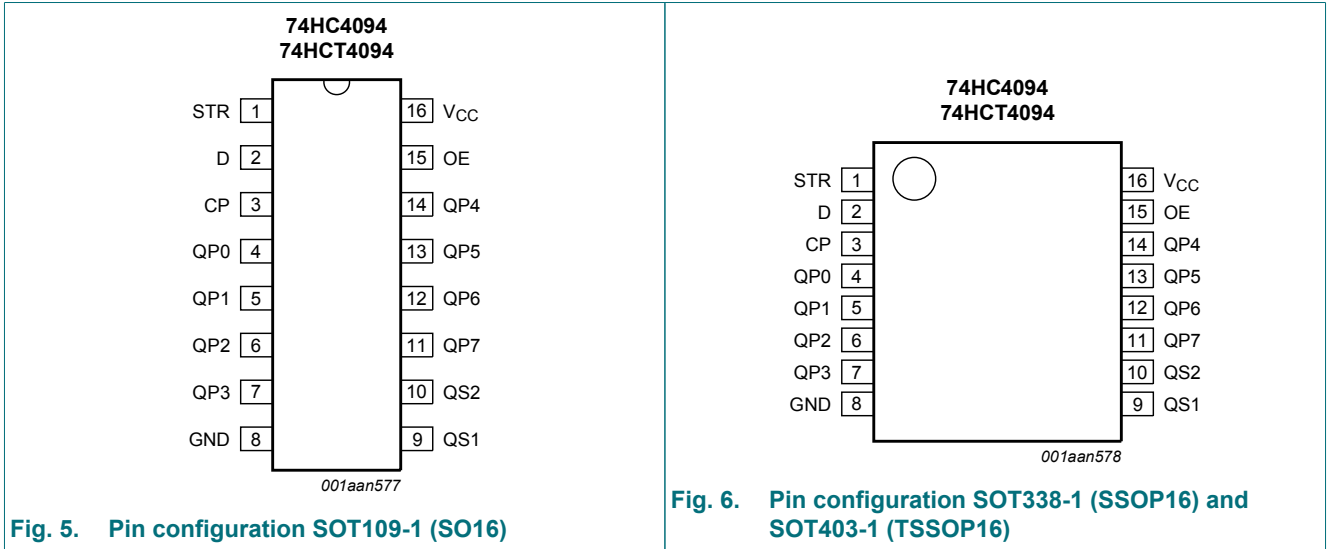 74HC4094
74HCT4094
STR 1 16 VCC
D 2 15 OE
CP 3 14 QP4
QP0 4 13 QP5
QP1 5 12 QP6
QP2 6 11 QP7
QP3 7 10 QS2
GND 8 9 QS1
001aan577
Fig. 5. Pin configuration SOT109-1 (SO16)
74HC4094
74HCT4094
STR 1 16 VCC
D 2 15 OE
CP 3 14 QP4
QP0 4 13 QP5
QP1 5 12 QP6
QP2 6 11 QP7
QP3 7 10 QS2
GND 8 9 QS1
001aan578
Fig. 6. Pin configuration SOT338-1 (SSOP16) and
SOT403-1 (TSSOP16)